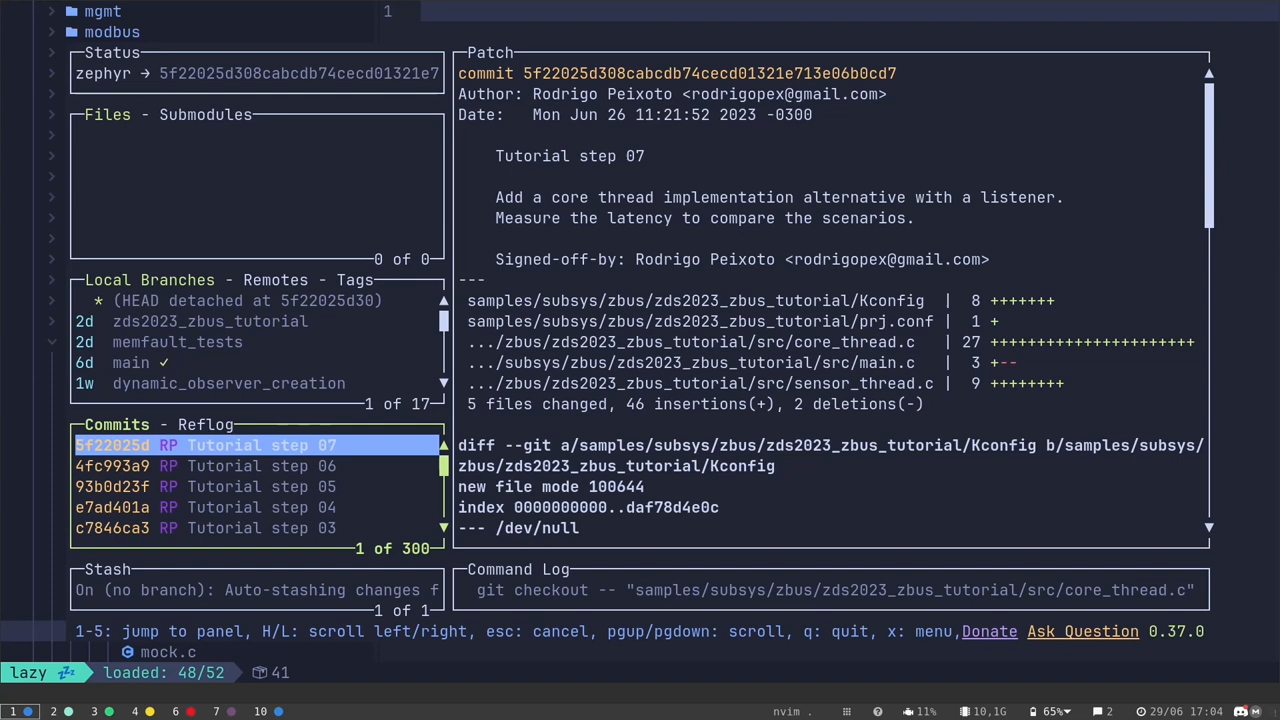 mgmt
1
modbus
Status
zephyr → 5f22025d308cabcdb74cecd01321e7
Files - Submodules
0 of 0
Local Branches - Remotes - Tags
* (HEAD detached at 5f22025d30)
2d zds2023_zbus_tutorial
2d memfault_tests
6d main ✓
1w dynamic_observer_creation
1 of 17
Commits - Reflog
5f22025d RP Tutorial step 07
4fc993a9 RP Tutorial step 06
93b0d23f RP Tutorial step 05
e7ad401a RP Tutorial step 04
c7846ca3 RP Tutorial step 03
1 of 300
Stash
On (no branch): Auto-stashing changes f
1 of 1
Patch
commit 5f22025d308cabcdb74cecd01321e713e06b0cd7
Author: Rodrigo Peixoto <rodrigopex@gmail.com>
Date:   Mon Jun 26 11:21:52 2023 -0300
Tutorial step 07
Add a core thread implementation alternative with a listener.
Measure the latency to compare the scenarios.
Signed-off-by: Rodrigo Peixoto <rodrigopex@gmail.com>
---
samples/subsys/zbus/zds2023_zbus_tutorial/Kconfig | 8 +++++++
samples/subsys/zbus/zds2023_zbus_tutorial/prj.conf | 1 +
.../zbus/zds2023_zbus_tutorial/src/core_thread.c | 27 ++++++++++++++++++++++
.../subsys/zbus/zds2023_zbus_tutorial/src/main.c | 3 +--
.../zbus/zds2023_zbus_tutorial/src/sensor_thread.c | 9 ++++++++
5 files changed, 46 insertions(+), 2 deletions(-)
diff --git a/samples/subsys/zbus/zds2023_zbus_tutorial/Kconfig b/samples/subsys/
zbus/zds2023_zbus_tutorial/Kconfig
new file mode 100644
index 0000000000..daf78d4e0c
--- /dev/null
Command Log
git checkout -- "samples/subsys/zbus/zds2023_zbus_tutorial/src/core_thread.c"
1-5: jump to panel, H/L: scroll left/right, esc: cancel, pgup/pgdown: scroll, q: quit, x: menu, Donate Ask Question 0.37.0
mock.c
lazy loaded: 48/52 41
1 2 3 4 6 7 10 nvim . 11% 10,1G 65% 2 29/06 17:04